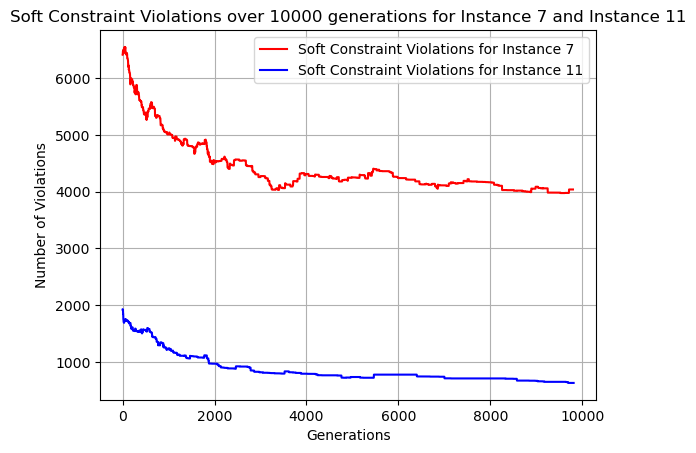 Soft Constraint Violations over 10000 generations for Instance 7 and Instance 11
Soft Constraint Violations for Instance 7
Soft Constraint Violations for Instance 11
Number of Violations
6000
5000
4000
3000
2000
1000
0
2000
4000
6000
8000
10000
Generations